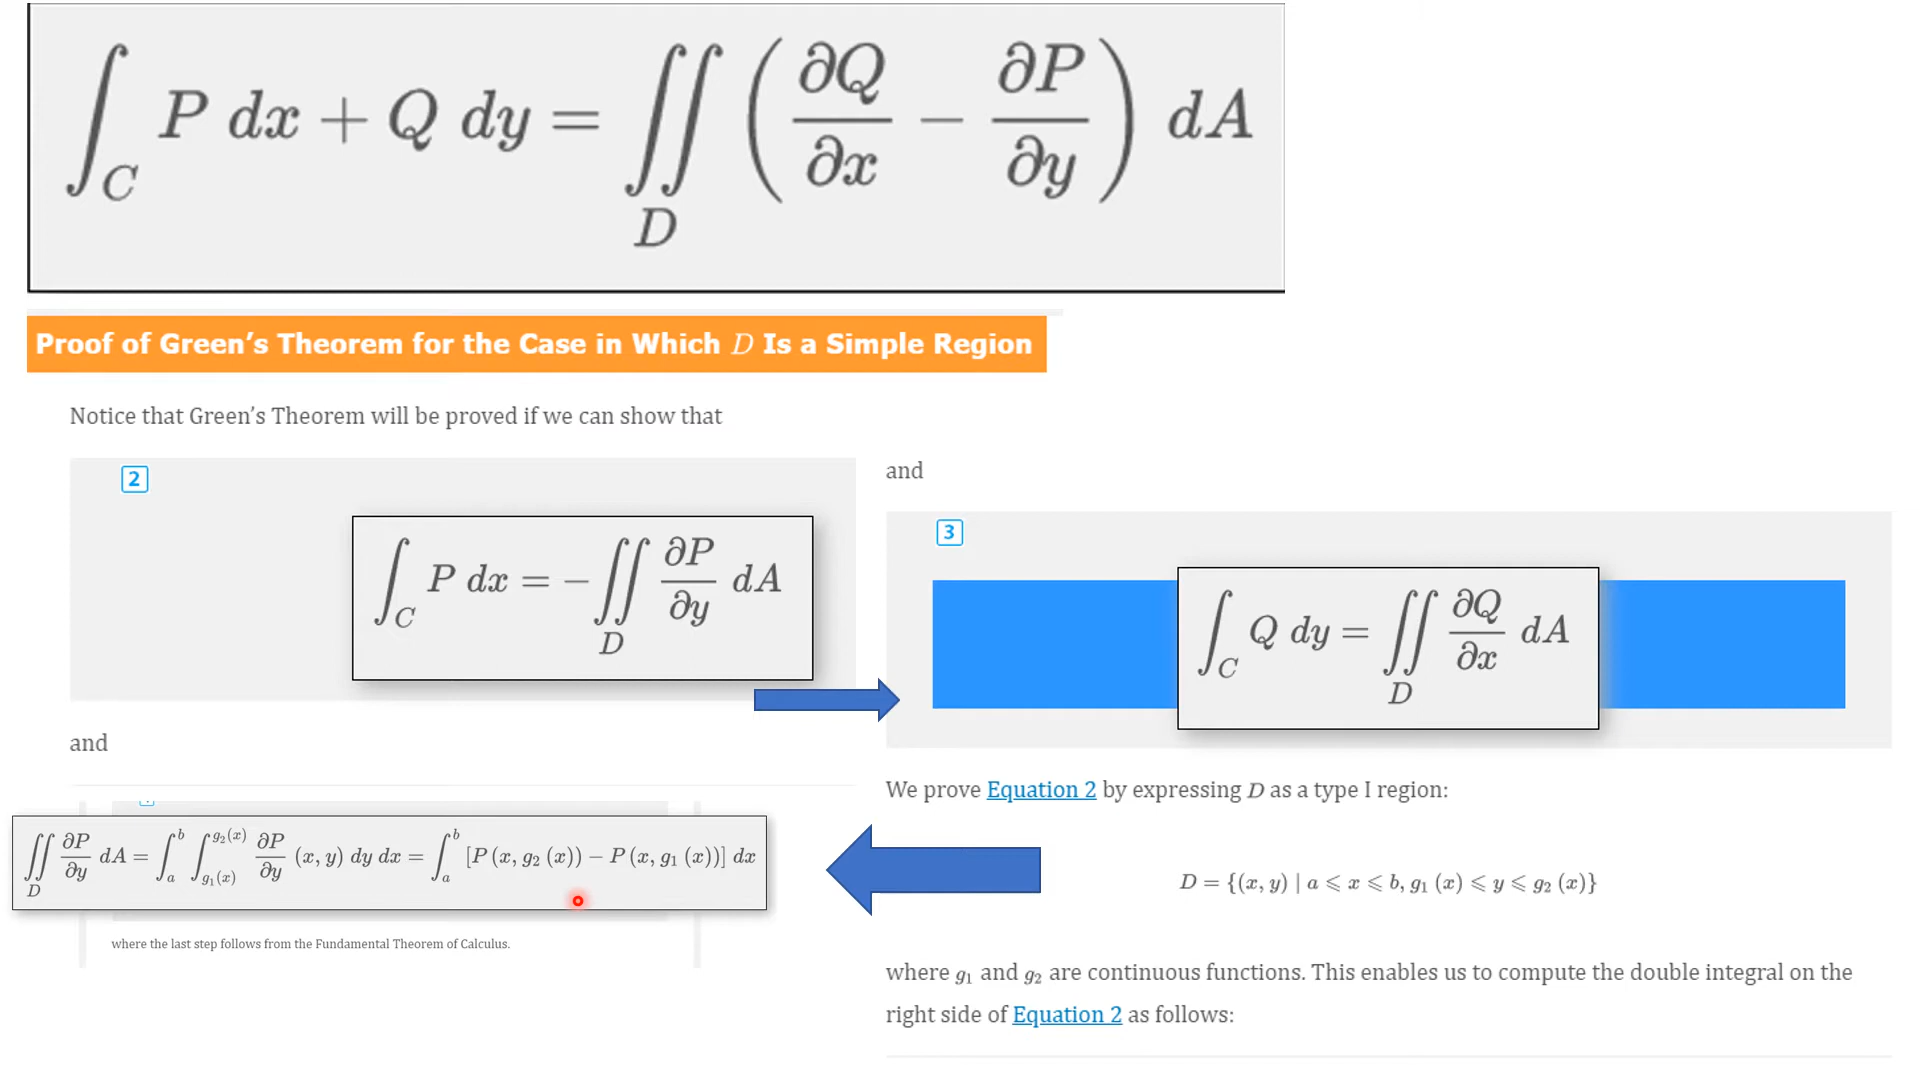 ∫_C P dx + Q dy = ∬_D (∂Q/∂x − ∂P/∂y) dA
Proof of Green’s Theorem for the Case in Which D Is a Simple Region
Notice that Green’s Theorem will be proved if we can show that
2
∫_C P dx = − ∬_D ∂P/∂y dA
and
and
3
∫_C Q dy = ∬_D ∂Q/∂x dA
We prove Equation 2 by expressing D as a type I region:
D = {(x, y) | a ⩽ x ⩽ b, g₁ (x) ⩽ y ⩽ g₂ (x)}
where g₁ and g₂ are continuous functions. This enables us to compute the double integral on the
right side of Equation 2 as follows:
∬_D ∂P/∂y dA = ∫_a^b ∫_{g₁(x)}^{g₂(x)} ∂P/∂y (x, y) dy dx = ∫_a^b [P (x, g₂ (x)) − P (x, g₁ (x))] dx
where the last step follows from the Fundamental Theorem of Calculus.